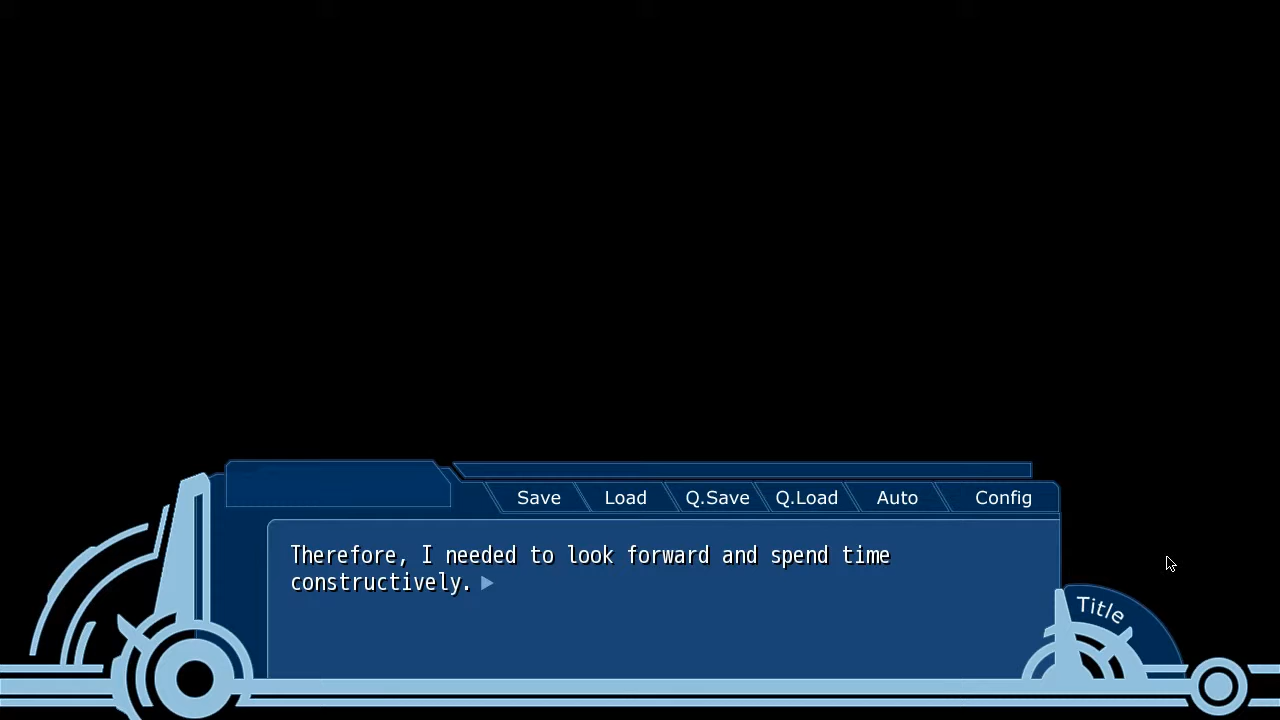 Save Load Q.Save Q.Load Auto Config
Therefore, I needed to look forward and spend time
constructively.
Title